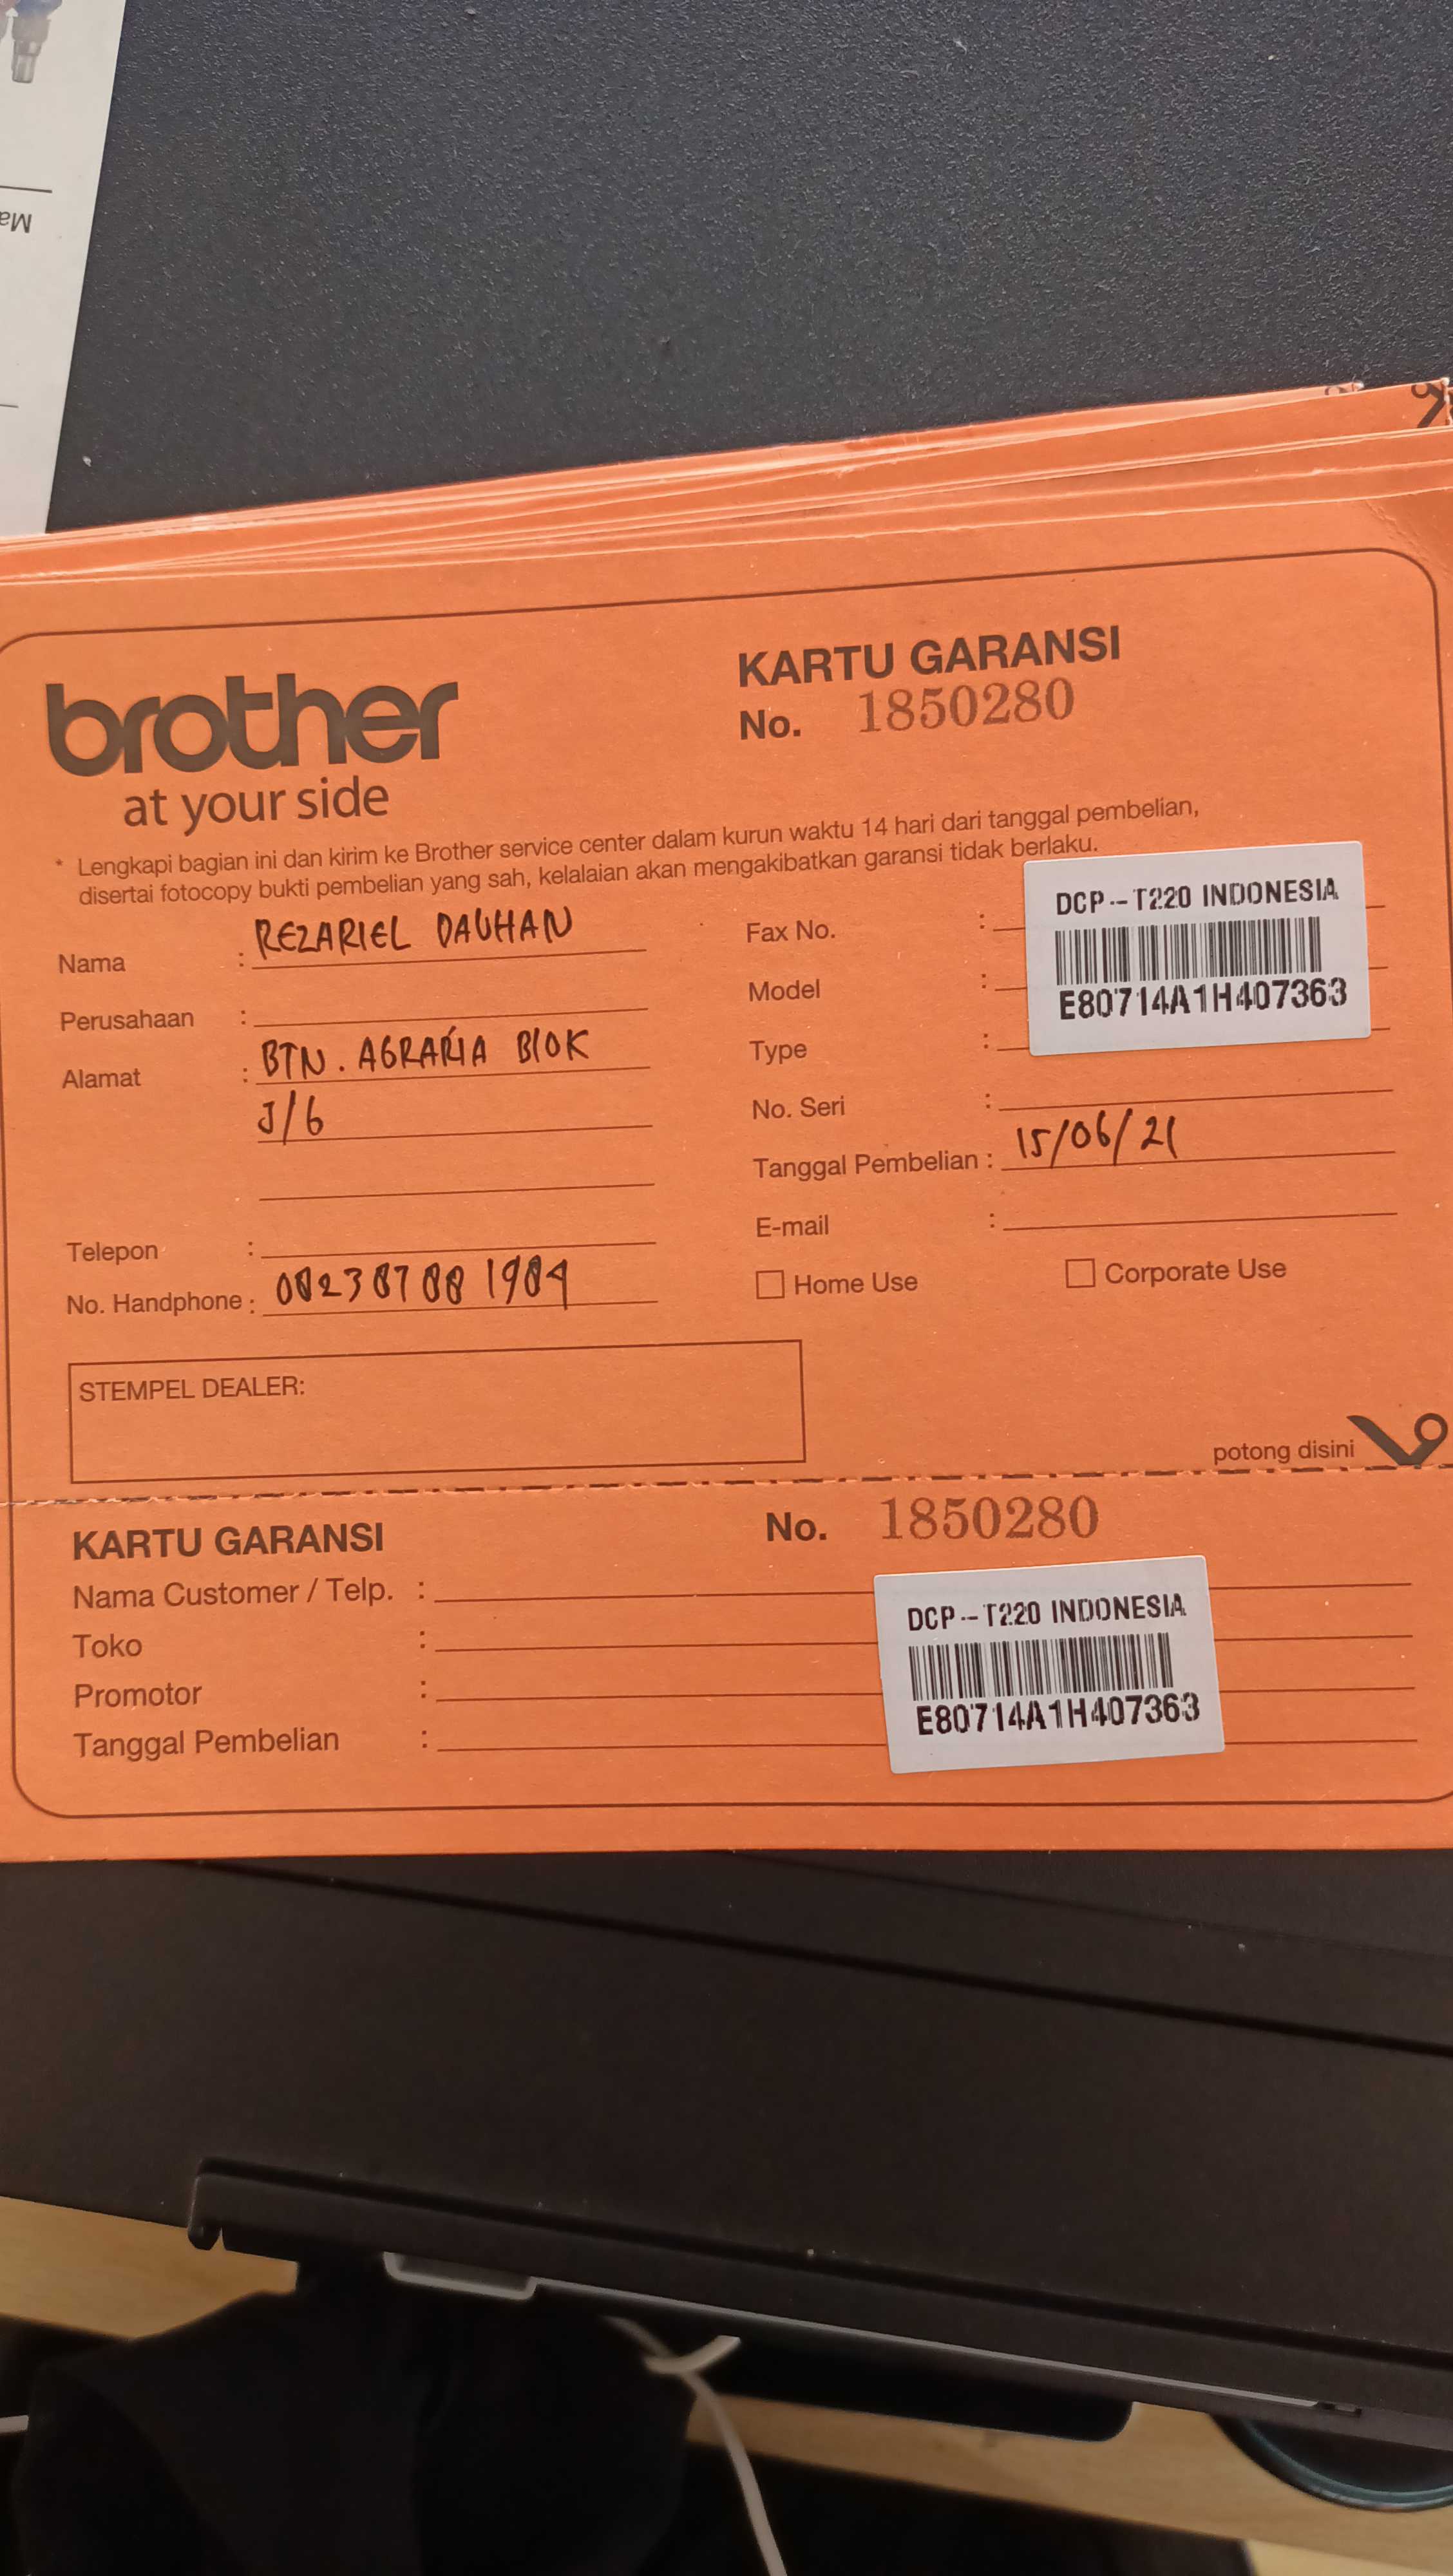 Ma
brother
at your side
KARTU GARANSI
No. 1850280
* Lengkapi bagian ini dan kirim ke Brother service center dalam kurun waktu 14 hari dari tanggal pembelian,
disertai fotocopy bukti pembelian yang sah, kelalaian akan mengakibatkan garansi tidak berlaku.
Nama : REZARIEL DAUHAN
Perusahaan :
Alamat : BTN. AGRARIA BlOK
J/6
Telepon :
No. Handphone : 082387881984
Fax No. :
Model :
Type :
No. Seri :
Tanggal Pembelian : 15/06/21
E-mail :
Home Use
Corporate Use
DCP-T220 INDONESIA
E80714A1H407363
STEMPEL DEALER:
potong disini
KARTU GARANSI
No. 1850280
Nama Customer / Telp. :
Toko :
Promotor :
Tanggal Pembelian :
DCP-T220 INDONESIA
E80714A1H407363